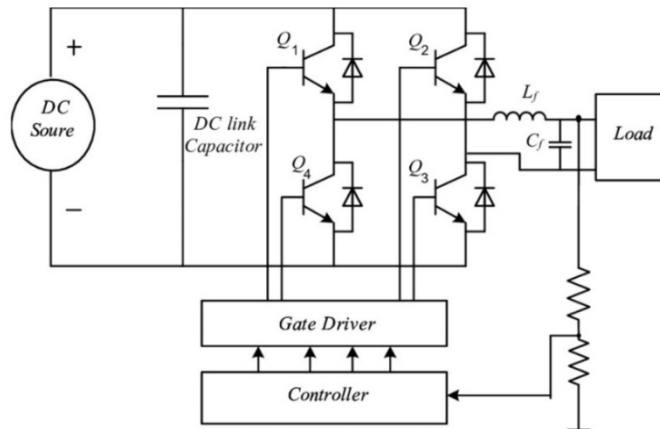 +
Q1
Q2
DC
Soure
DC link
Capacitor
Lf
Cf
Load
Q4
Q3
−
Gate Driver
Controller